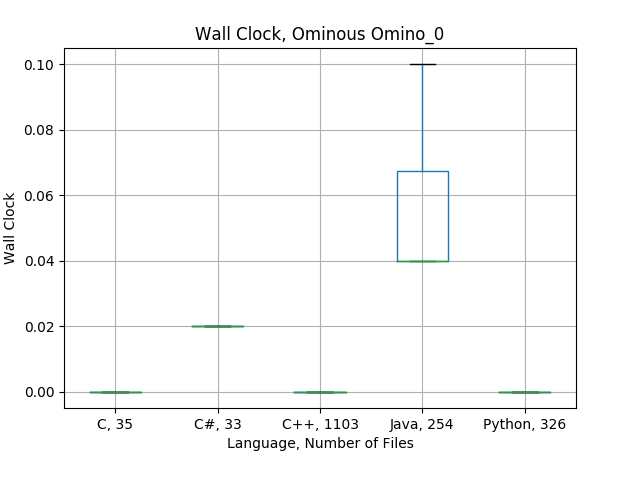 Wall Clock, Ominous Omino_0
0.10
0.08
0.06
0.04
0.02
0.00
Wall Clock
C, 35
C#, 33
C++, 1103
Java, 254
Python, 326
Language, Number of Files